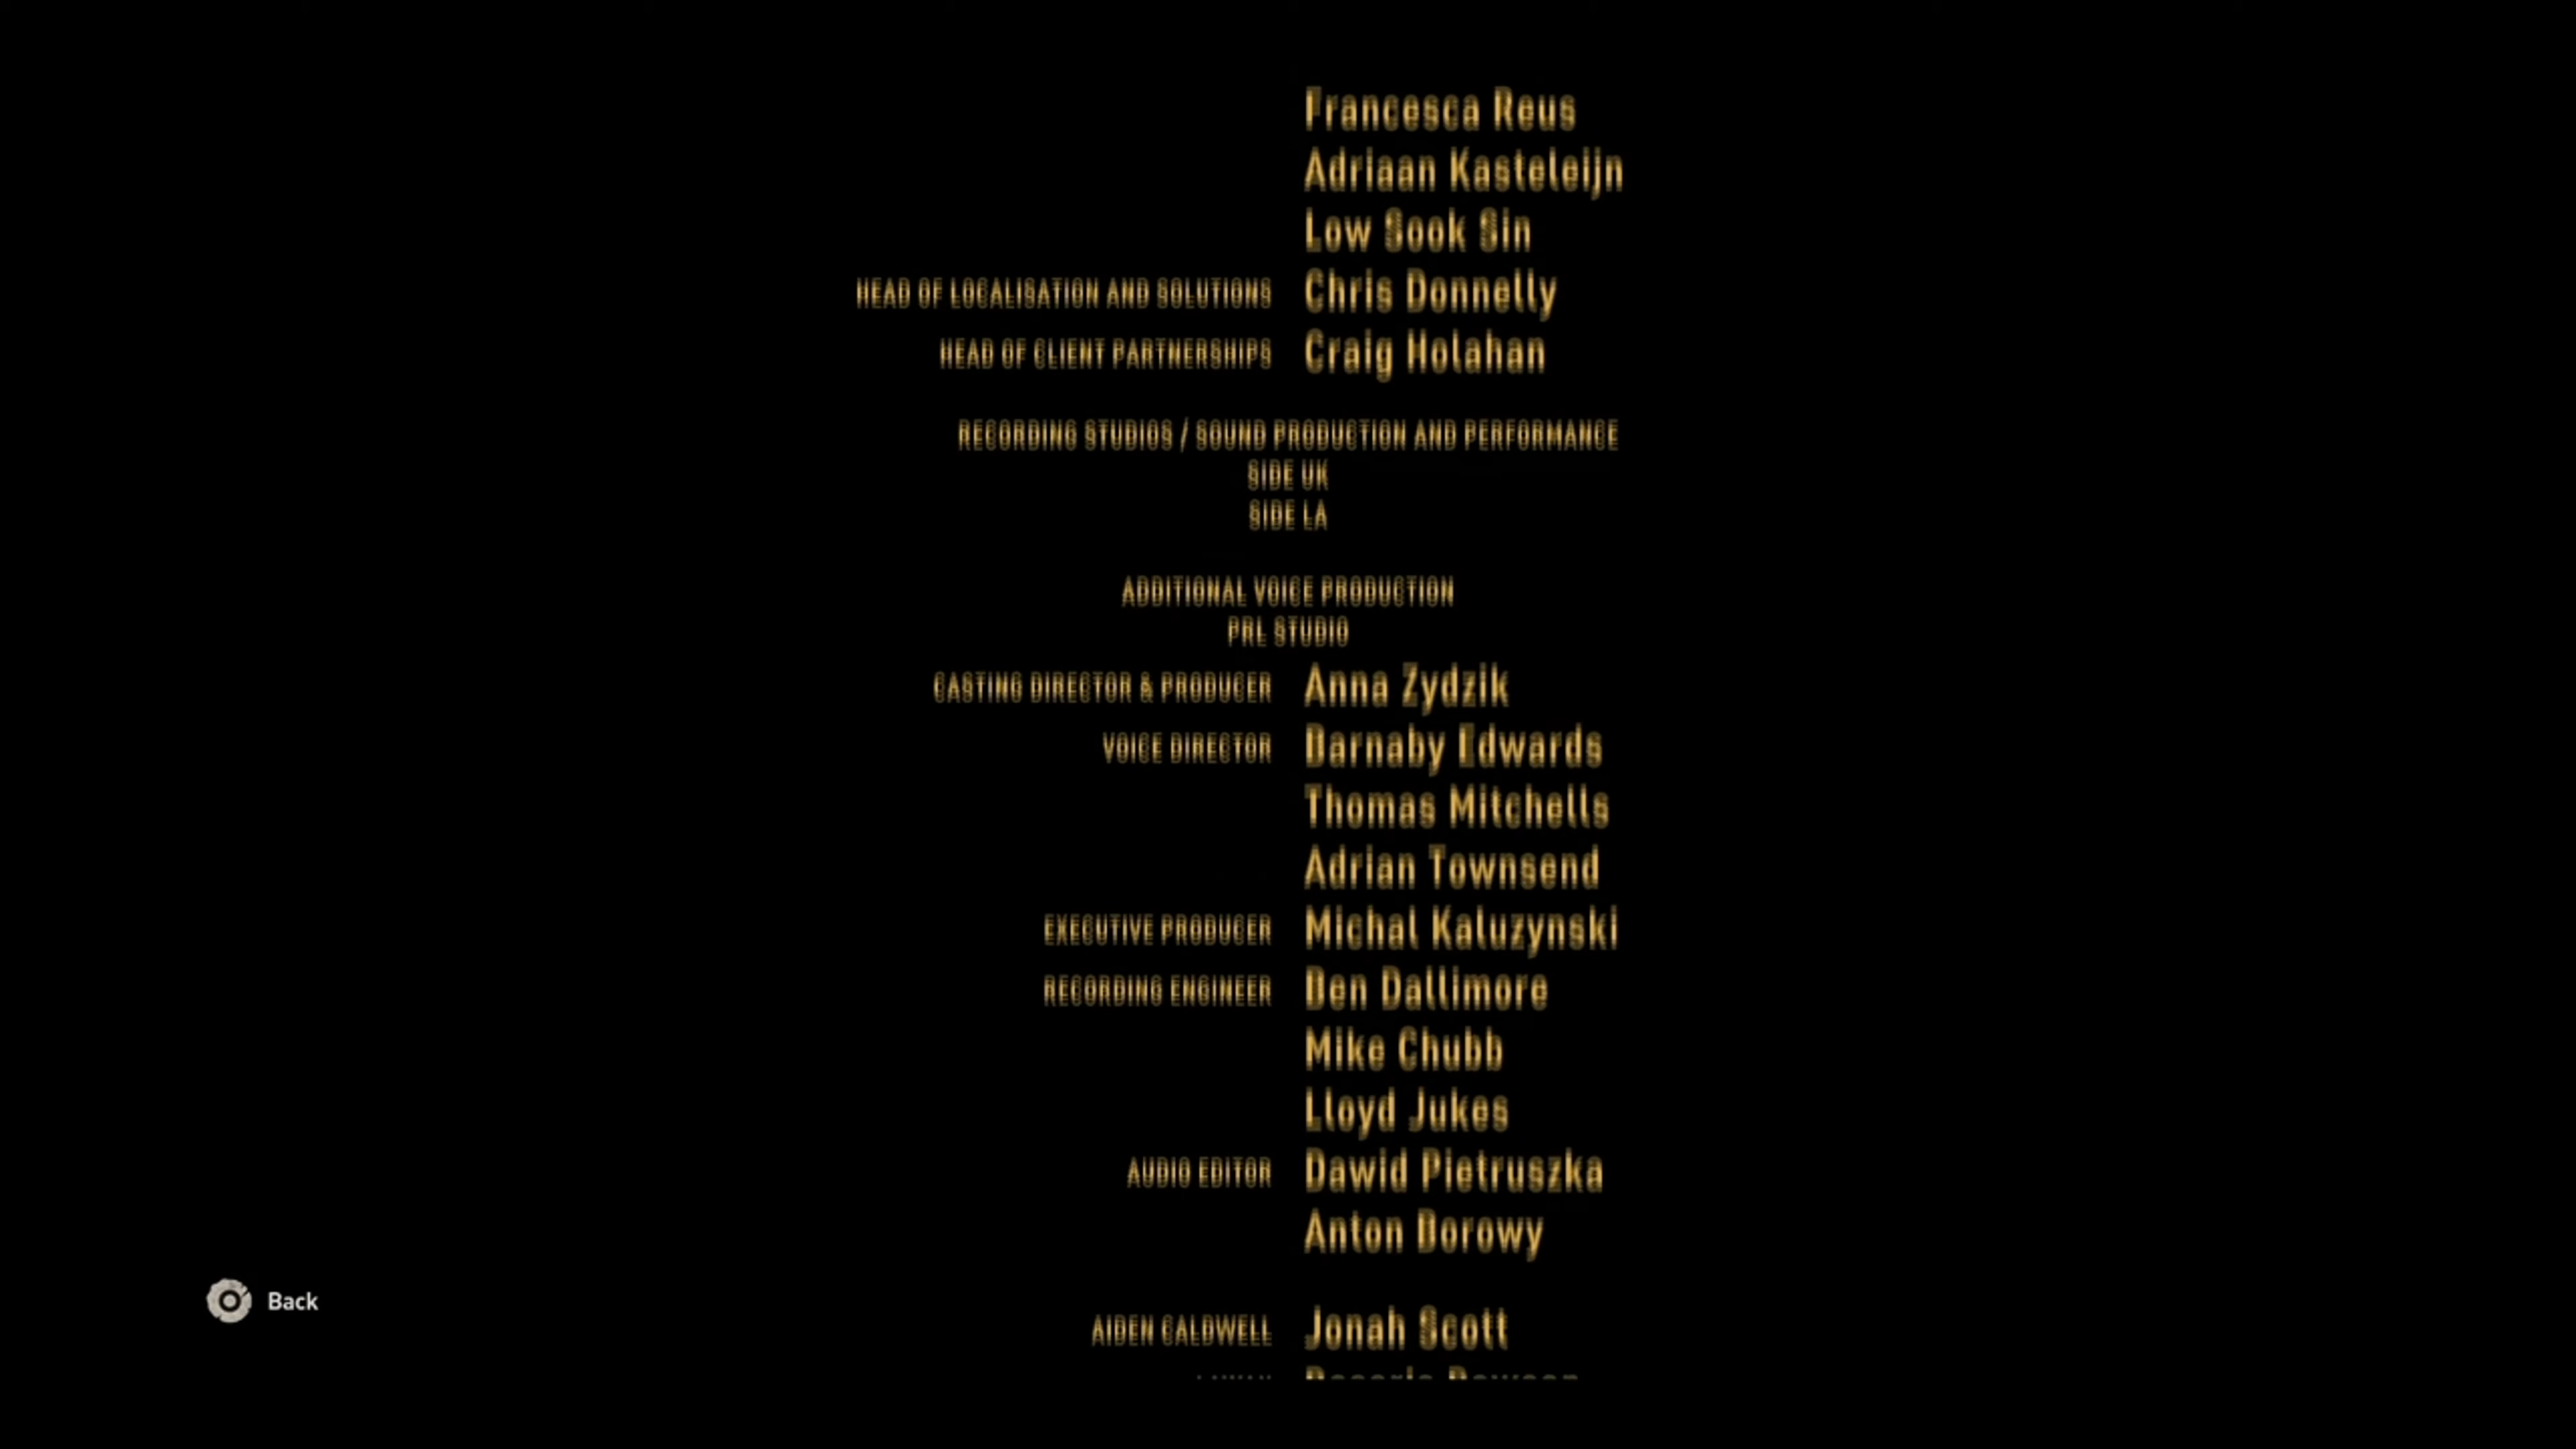 Francesca Reus
Adriaan Kasteleijn
Low Sook Sin
HEAD OF LOCALISATION AND SOLUTIONS Chris Donnelly
HEAD OF CLIENT PARTNERSHIPS Craig Holahan
RECORDING STUDIOS / SOUND PRODUCTION AND PERFORMANCE
SIDE UK
SIDE LA
ADDITIONAL VOICE PRODUCTION
PRL STUDIO
CASTING DIRECTOR & PRODUCER Anna Zydzik
VOICE DIRECTOR Barnaby Edwards
Thomas Mitchells
Adrian Townsend
EXECUTIVE PRODUCER Michal Kaluzynski
RECORDING ENGINEER Ben Dallimore
Mike Chubb
Lloyd Jukes
AUDIO EDITOR Dawid Pietruszka
Anton Borowy
Back
AIDEN CALDWELL Jonah Scott